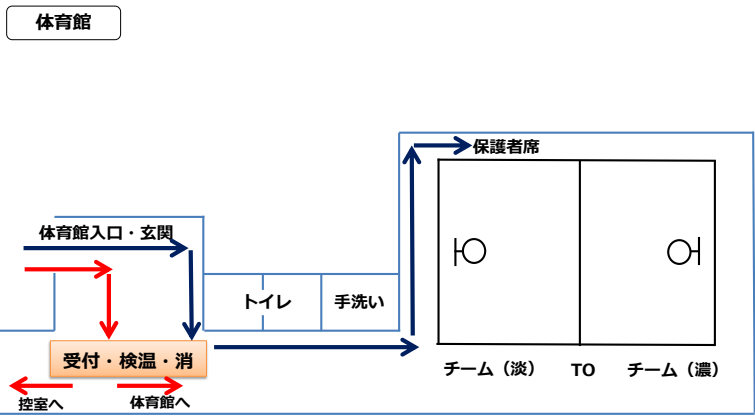 体育館
保護者席
体育館入口・玄関
トイレ
手洗い
受付・検温・消
チーム（淡）
TO
チーム（濃）
控室へ
体育館へ